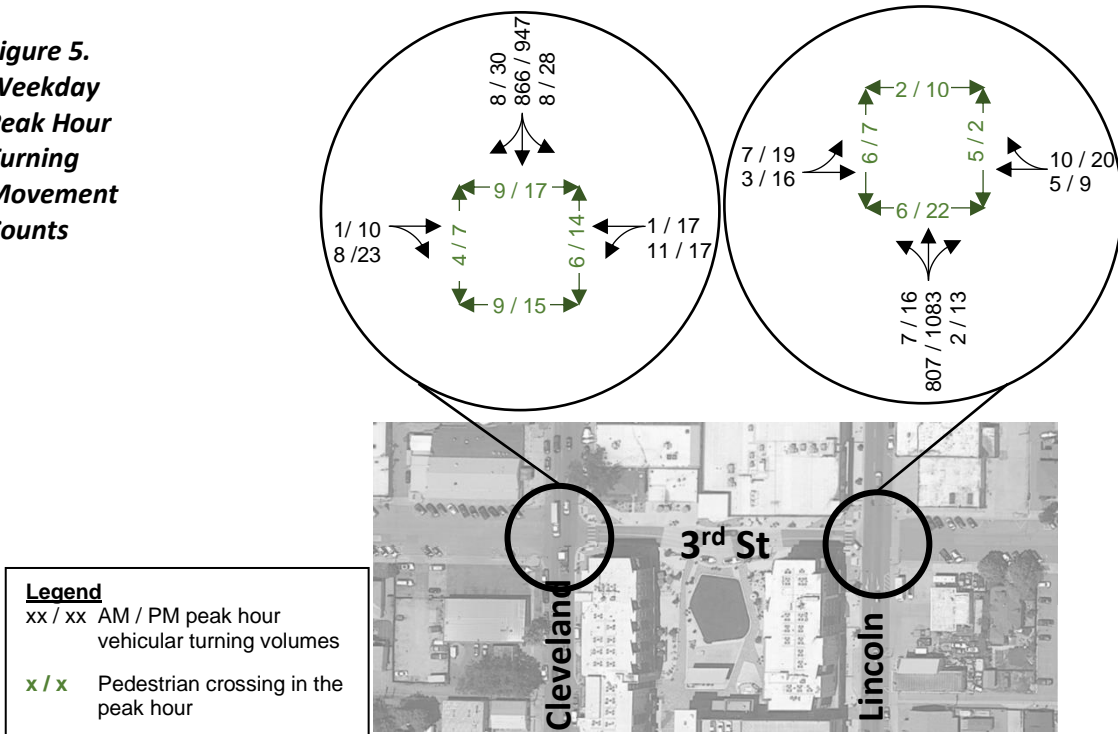 Figure 5.
Weekday
Peak Hour
Turning
Movement
Counts
8 / 30
866 / 947
8 / 28
9 / 17
1/ 10
8 /23
4 / 7
6 / 14
1 / 17
11 / 17
9 / 15
2 / 10
7 / 19
3 / 16
6 / 7
5 / 2
10 / 20
5 / 9
6 / 22
7 / 16
807 / 1083
2 / 13
3rd St
Cleveland
Lincoln
Legend
xx / xx AM / PM peak hour
vehicular turning volumes
x / x Pedestrian crossing in the
peak hour